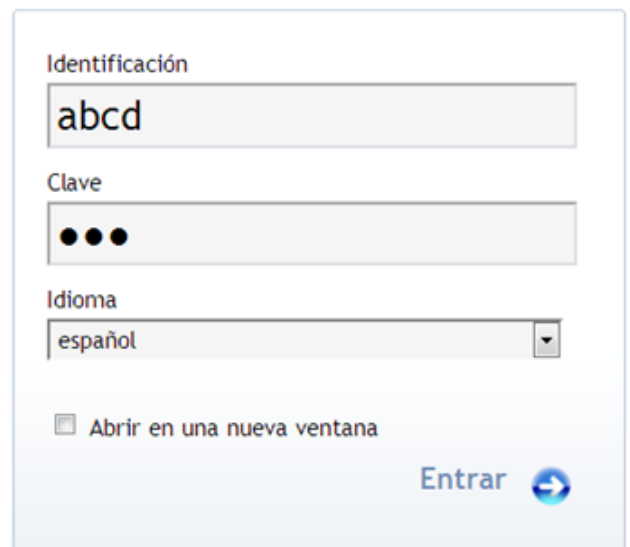 Identificación
abcd
Clave
●●●
Idioma
español
Abrir en una nueva ventana
Entrar